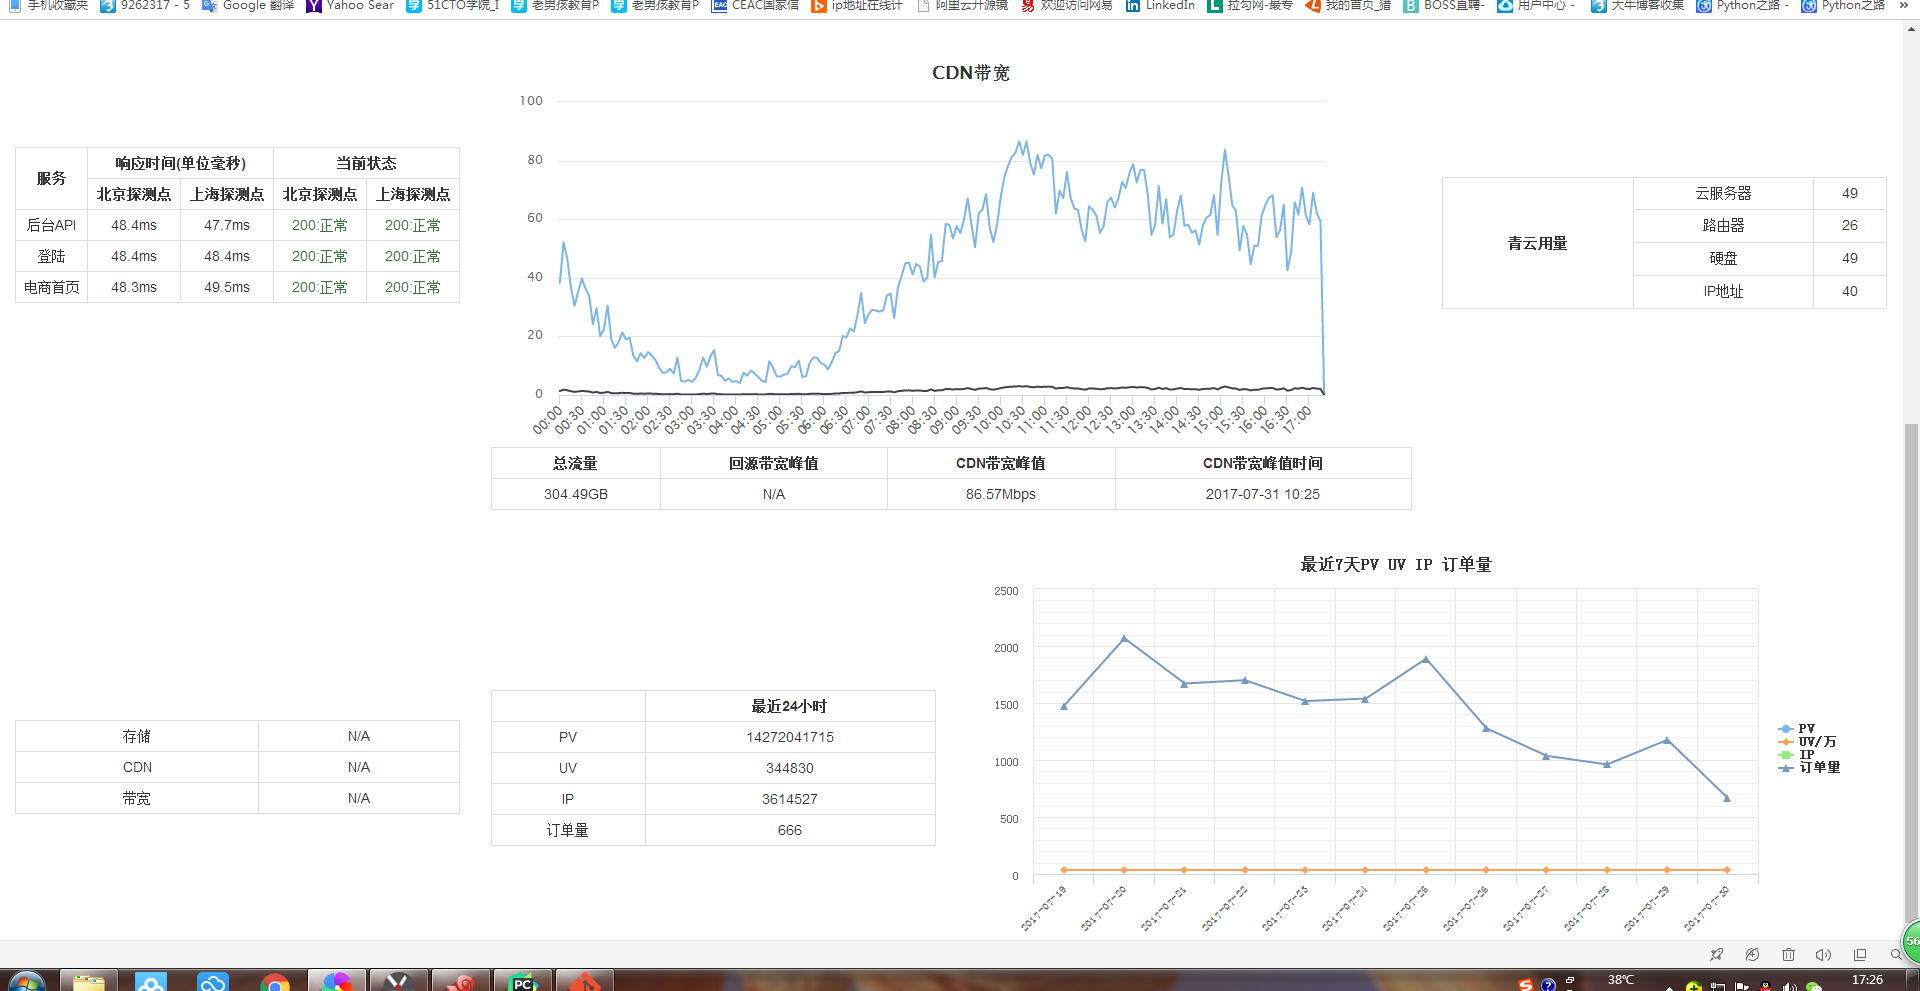 手机收藏夹 9262317 - 5 Google 翻译 Yahoo Sear 51CTO学院_I 老男孩教育P 老男孩教育P CEAC国家信 ip地址在线计 阿里云开源镜 欢迎访问网易 LinkedIn 拉勾网-最专 我的首页_猎 BOSS直聘- 用户中心 - 大牛博客收集 Python之路 - Python之路 »
CDN带宽
100
80
60
40
20
0
00:00 00:30 01:00 01:30 02:00 02:30 03:00 03:30 04:00 04:30 05:00 05:30 06:00 06:30 07:00 07:30 08:00 08:30 09:00 09:30 10:00 10:30 11:00 11:30 12:00 12:30 13:00 13:30 14:00 14:30 15:00 15:30 16:00 16:30 17:00
服务 响应时间(单位毫秒) 当前状态
北京探测点 上海探测点 北京探测点 上海探测点
后台API 48.4ms 47.7ms 200:正常 200:正常
登陆 48.4ms 48.4ms 200:正常 200:正常
电商首页 48.3ms 49.5ms 200:正常 200:正常
青云用量
云服务器 49
路由器 26
硬盘 49
IP地址 40
总流量 回源带宽峰值 CDN带宽峰值 CDN带宽峰值时间
304.49GB N/A 86.57Mbps 2017-07-31 10:25
存储 N/A
CDN N/A
带宽 N/A
最近24小时
PV 14272041715
UV 344830
IP 3614527
订单量 666
最近7天PV UV IP 订单量
2500
2000
1500
1000
500
0
2017-07-19 2017-07-20 2017-07-21 2017-07-22 2017-07-23 2017-07-24 2017-07-25 2017-07-26 2017-07-27 2017-07-28 2017-07-29 2017-07-30
PV
UV/万
IP
订单量
56
PC
38℃
17:26